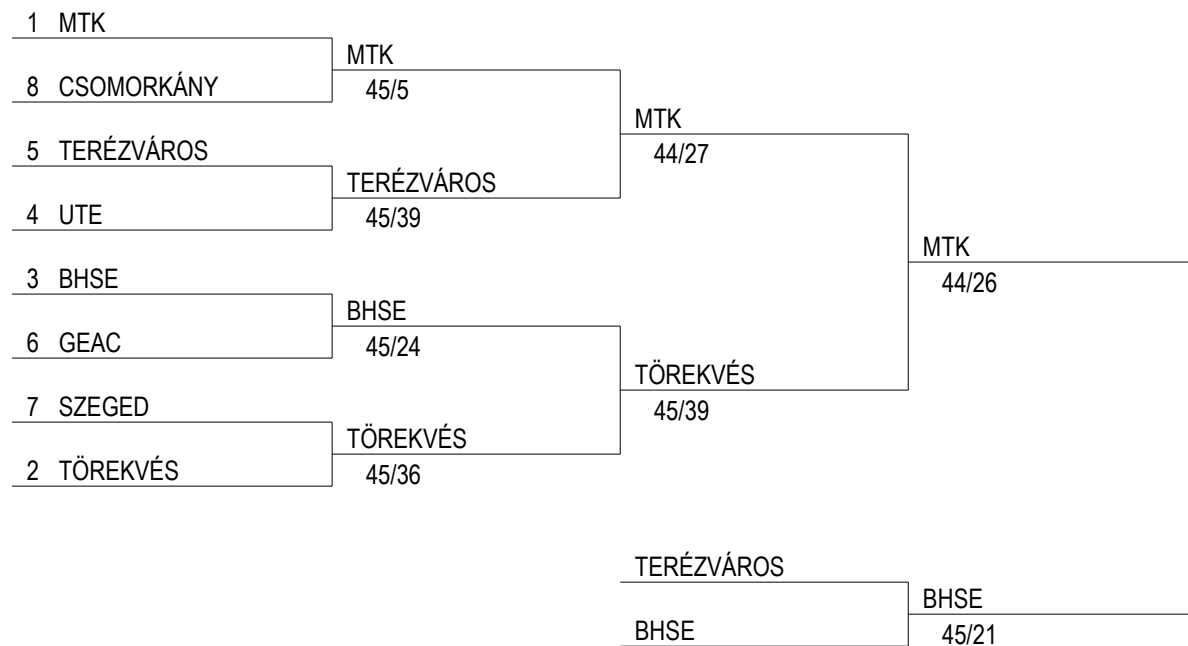 1 MTK
MTK
8 CSOMORKÁNY
45/5
MTK
5 TERÉZVÁROS
44/27
TERÉZVÁROS
4 UTE
45/39
MTK
3 BHSE
44/26
BHSE
6 GEAC
45/24
TÖREKVÉS
7 SZEGED
45/39
TÖREKVÉS
2 TÖREKVÉS
45/36
TERÉZVÁROS
BHSE
BHSE
45/21